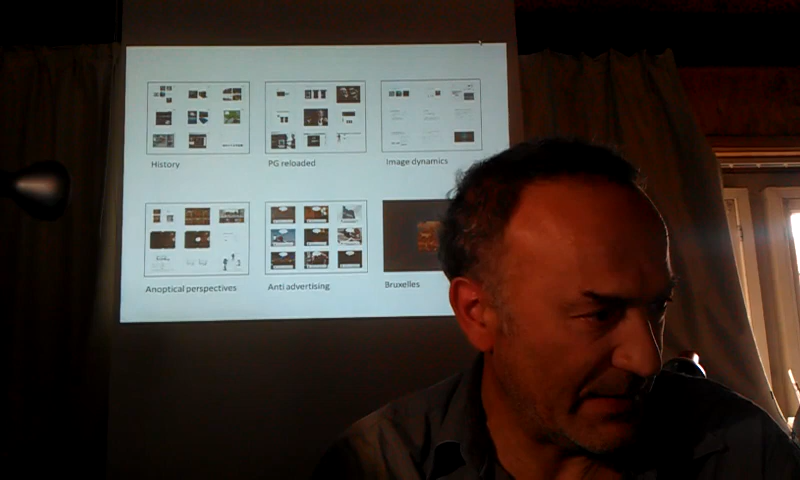 History
PG reloaded
Image dynamics
Anoptical perspectives
Anti advertising
Bruxelles